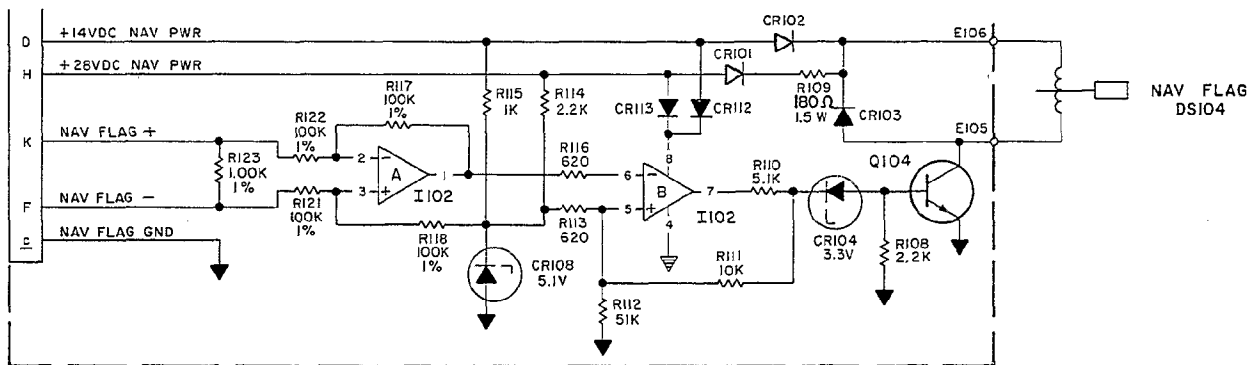 CR102
E106
D +14VDC NAV PWR
CR101
H +28VDC NAV PWR
R109
180Ω
1.5 W
NAV FLAG
DS104
R117
100K
1%
R115
1K
R114
2.2K
CR113
CR112
CR103
R122
100K
1%
E105
K NAV FLAG +
R123
1.00K
1%
2 −
A
1
3 +
I102
R116
620
8
6 −
B
7
5 +
I102
4
R110
5.1K
Q104
R121
100K
1%
F NAV FLAG −
R118
100K
1%
R113
620
c NAV FLAG GND
CR108
5.1V
R111
10K
CR104
3.3V
R108
2.2K
R112
51K